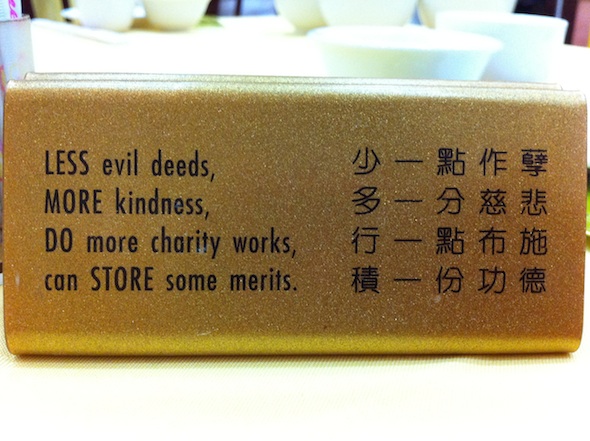 LESS evil deeds,
MORE kindness,
DO more charity works,
can STORE some merits.
少一點作孽
多一分慈悲
行一點布施
積一份功德